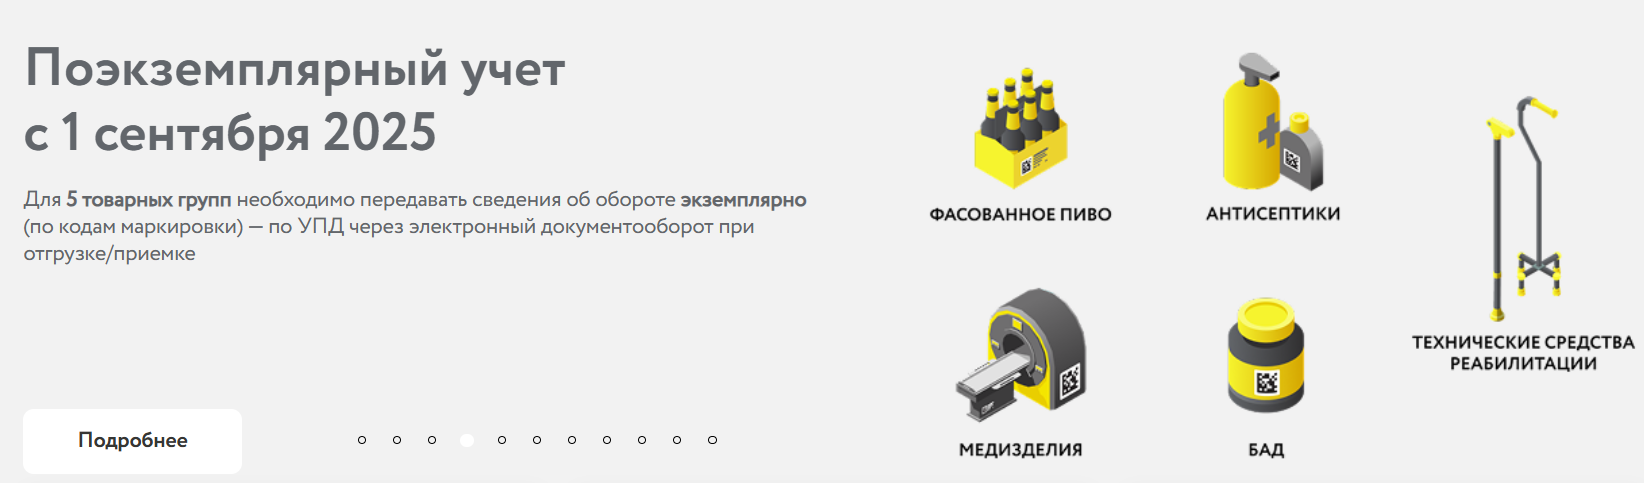 Поэкземплярный учет
с 1 сентября 2025
Для 5 товарных групп необходимо передавать сведения об обороте экземплярно
(по кодам маркировки) — по УПД через электронный документооборот при
отгрузке/приемке
Подробнее
ФАСОВАННОЕ ПИВО
АНТИСЕПТИКИ
ТЕХНИЧЕСКИЕ СРЕДСТВА
РЕАБИЛИТАЦИИ
МЕДИЗДЕЛИЯ
БАД